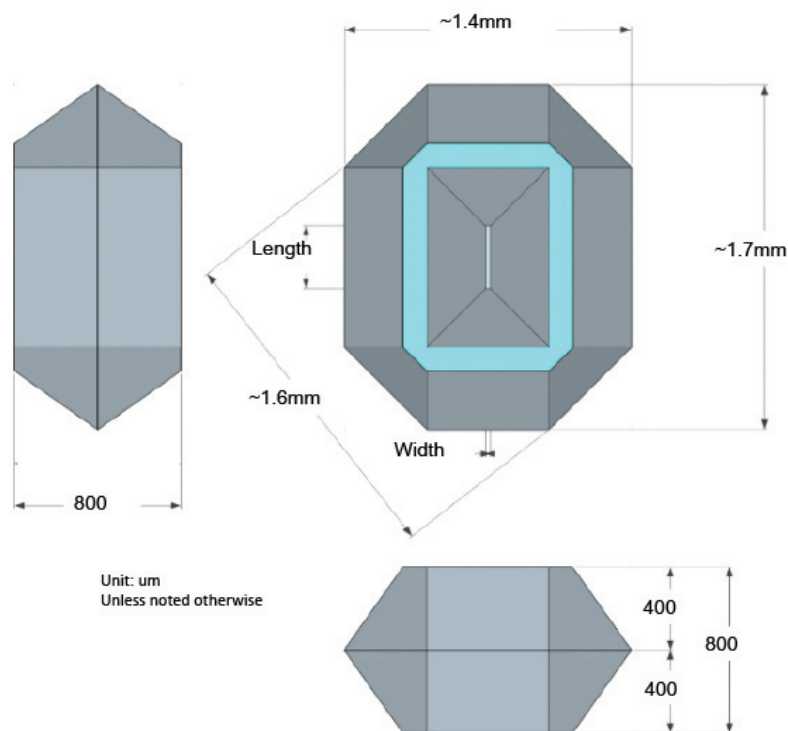 ~1.4mm
Length
~1.7mm
~1.6mm
Width
800
Unit: um
Unless noted otherwise
400
800
400